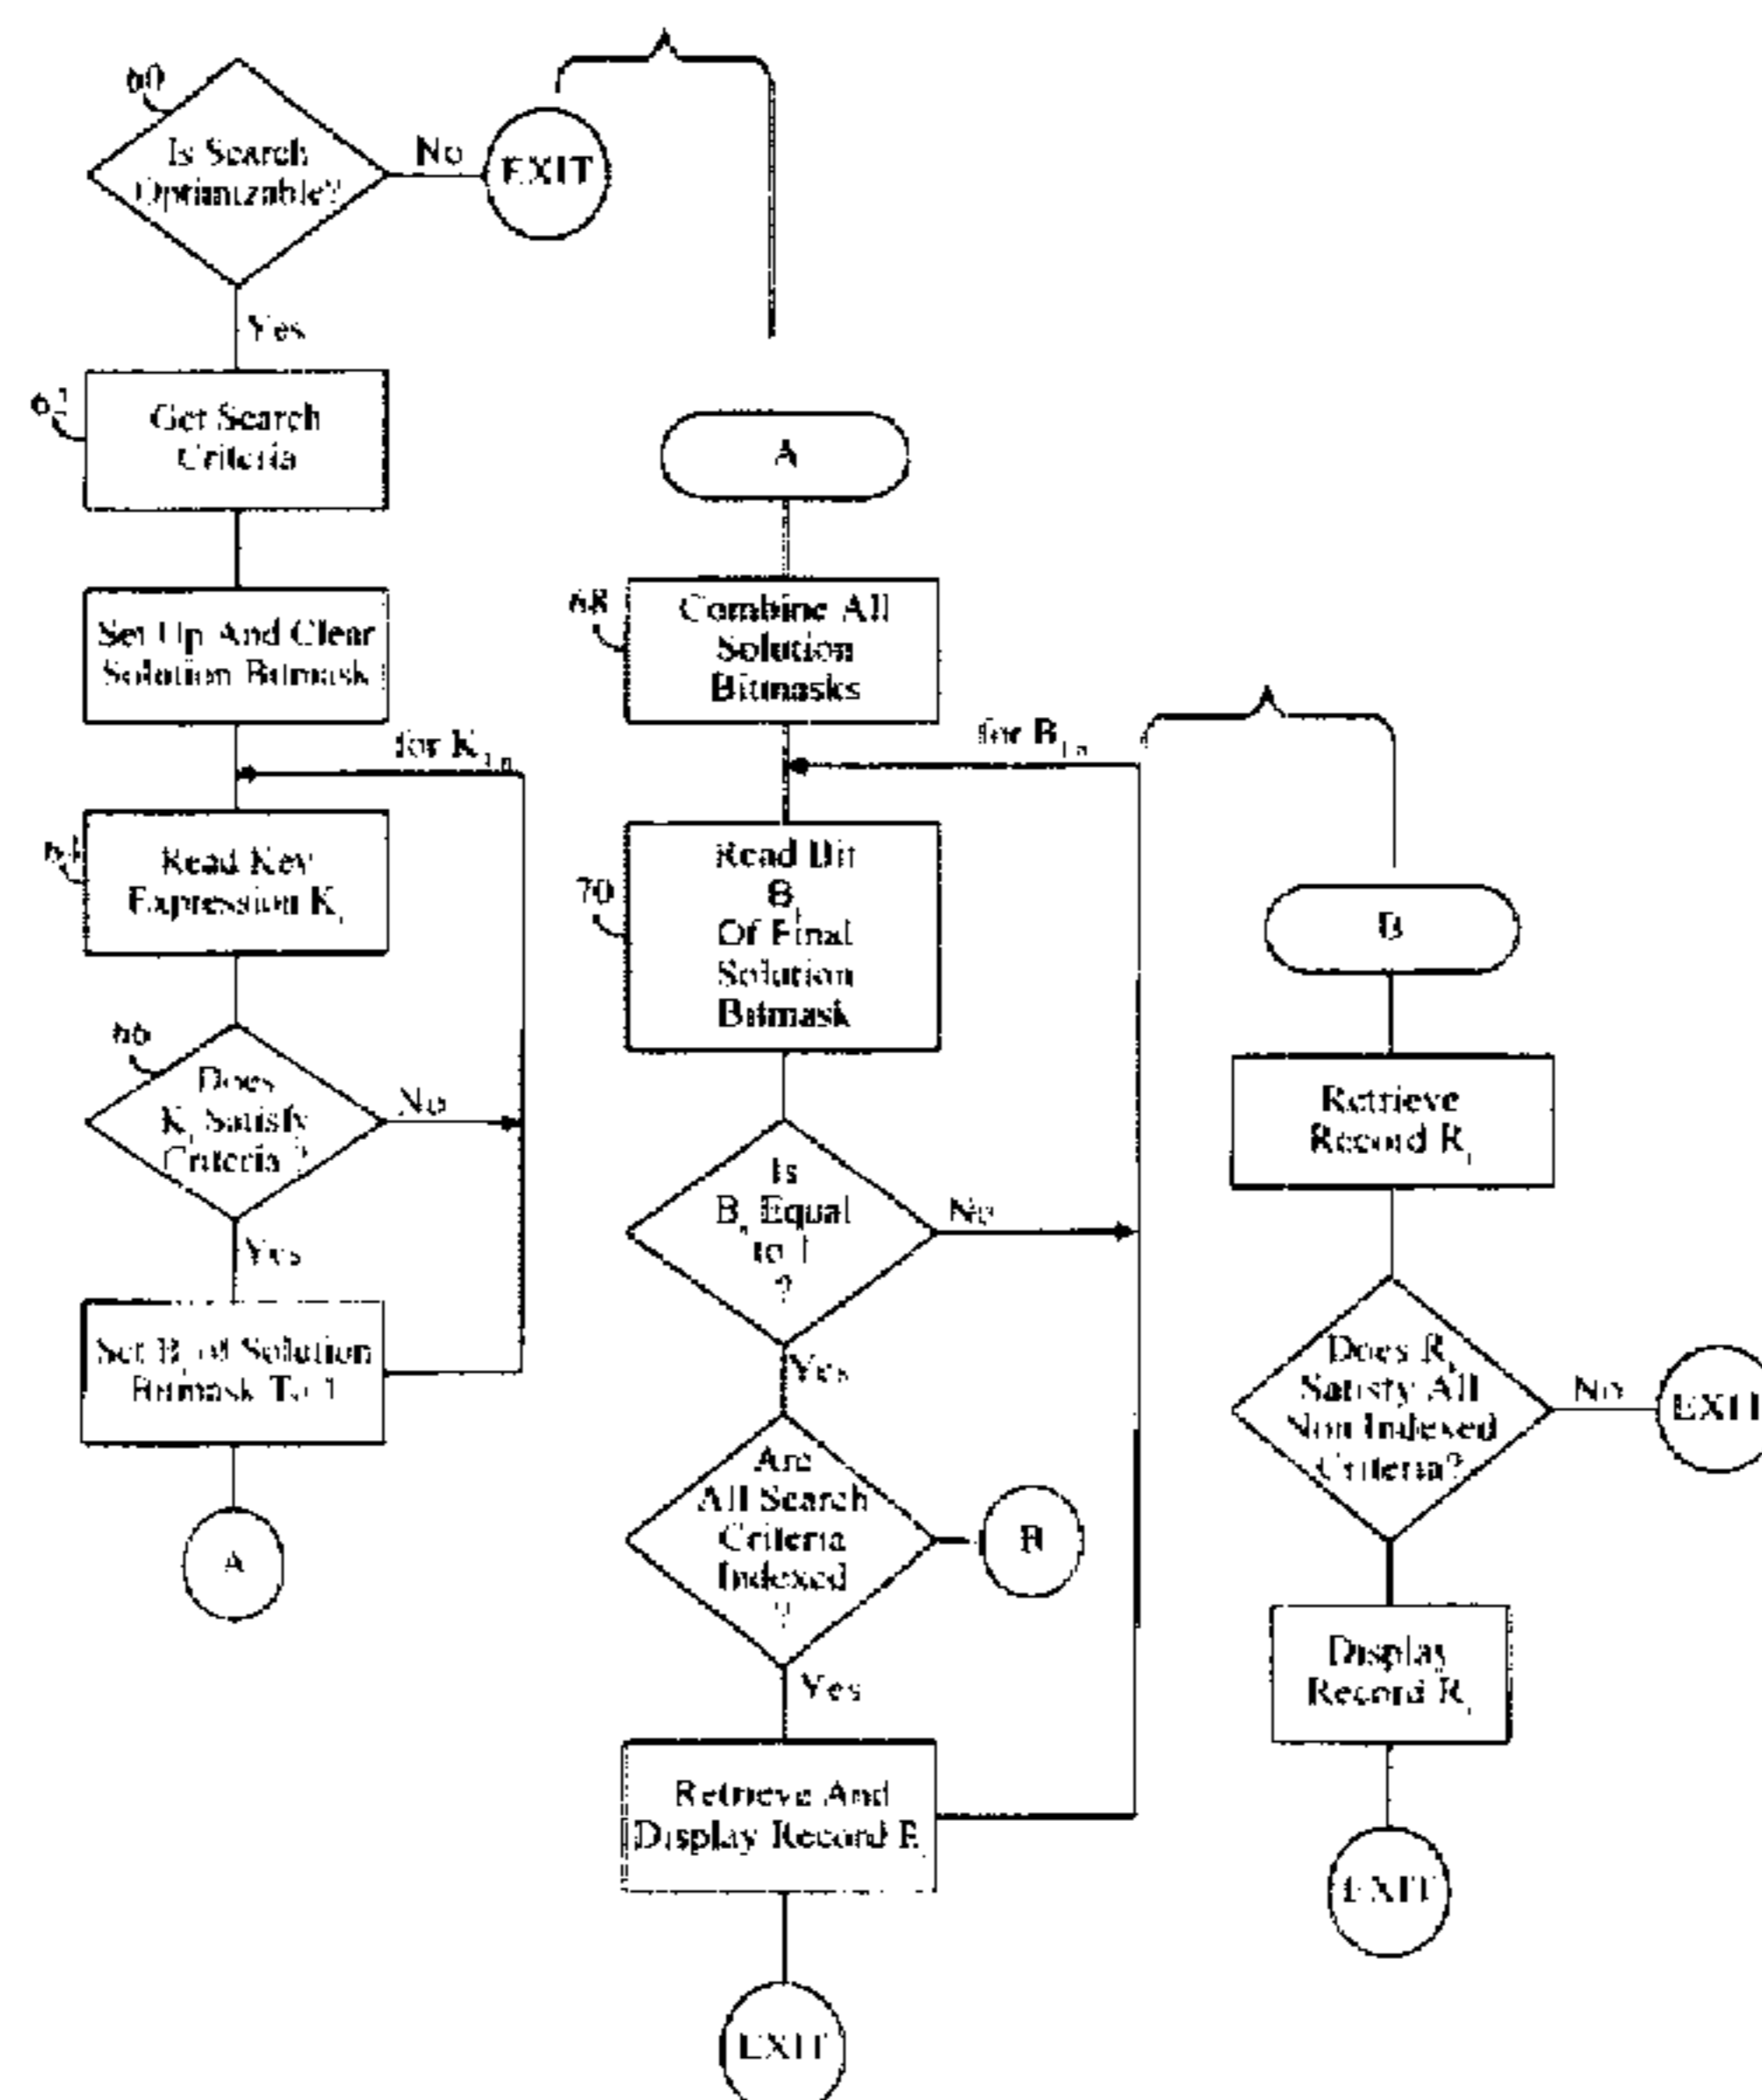 60
Is Search
Optimizable?
No
EXIT
Yes
62
Get Search
Criteria
Set Up And Clear
Solution Bitmask
for K
Read Key
Expression K
66
Does
K Satisfy
Criteria ?
No
Yes
Set B of Solution
Bitmask To 1
A
A
68
Combine All
Solution
Bitmasks
for B
70
Read Bit
B
Of Final
Solution
Bitmask
Is
B Equal
to 1
?
No
Yes
Are
All Search
Criteria
Indexed
?
B
Yes
Retrieve And
Display Record R
EXIT
B
Retrieve
Record R
Does R
Satisfy All
Non Indexed
Criteria?
No
EXIT
Display
Record R
EXIT